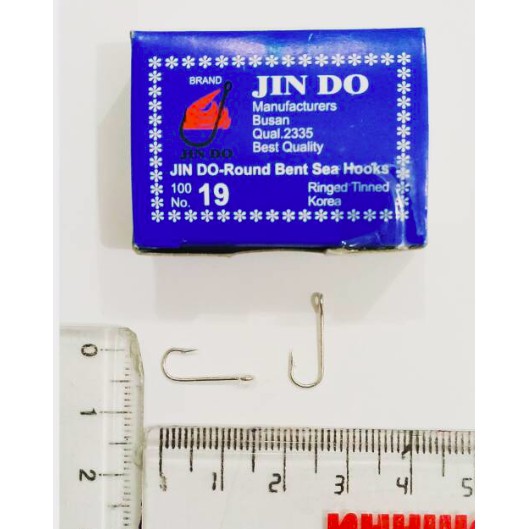 BRAND
JIN DO
JIN DO
Manufacturers
Busan
Qual.2335
Best Quality
JIN DO-Round Bent Sea Hooks
100
No. 19
Ringed Tinned
Korea
0
1
2
0 1 2 3 4 5